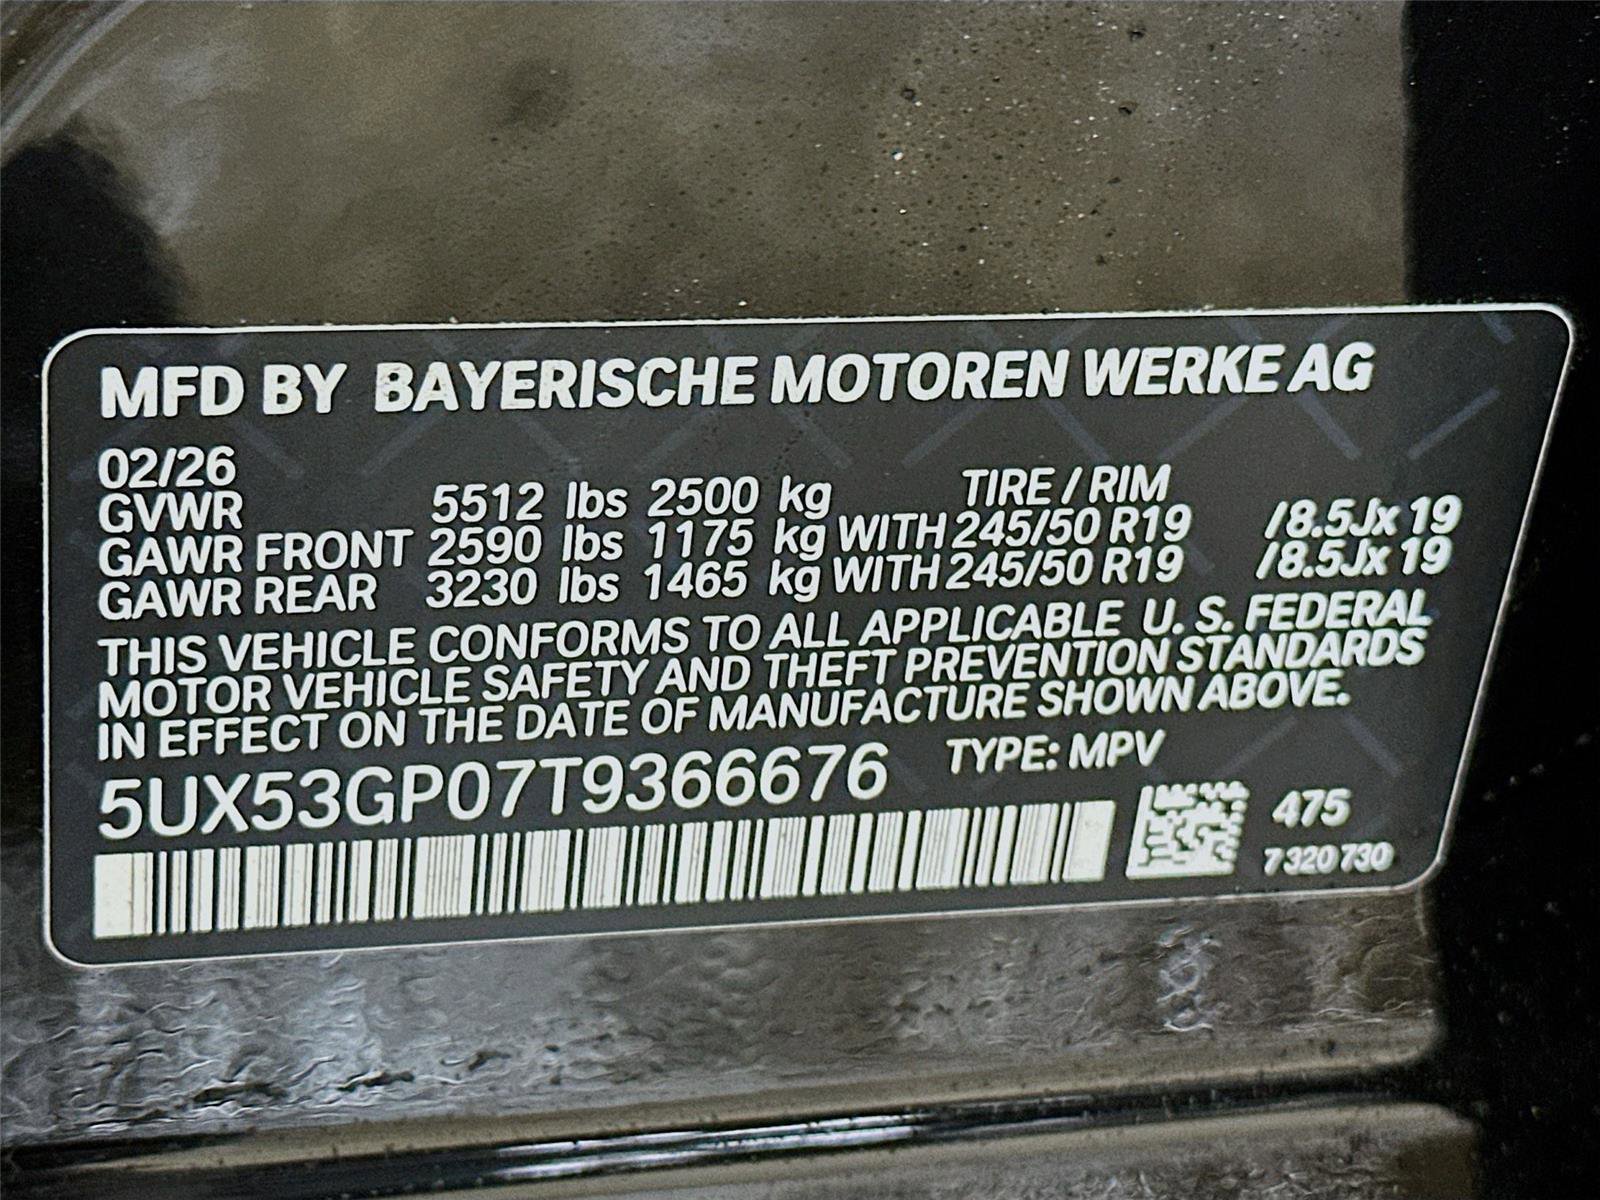 MFD BY BAYERISCHE MOTOREN WERKE AG
02/26
GVWR 5512 lbs 2500 kg TIRE / RIM
GAWR FRONT 2590 lbs 1175 kg WITH 245/50 R19 /8.5Jx 19
GAWR REAR 3230 lbs 1465 kg WITH 245/50 R19 /8.5Jx 19
THIS VEHICLE CONFORMS TO ALL APPLICABLE U. S. FEDERAL
MOTOR VEHICLE SAFETY AND THEFT PREVENTION STANDARDS
IN EFFECT ON THE DATE OF MANUFACTURE SHOWN ABOVE.
5UX53GP07T9366676 TYPE: MPV
475
7 320 730